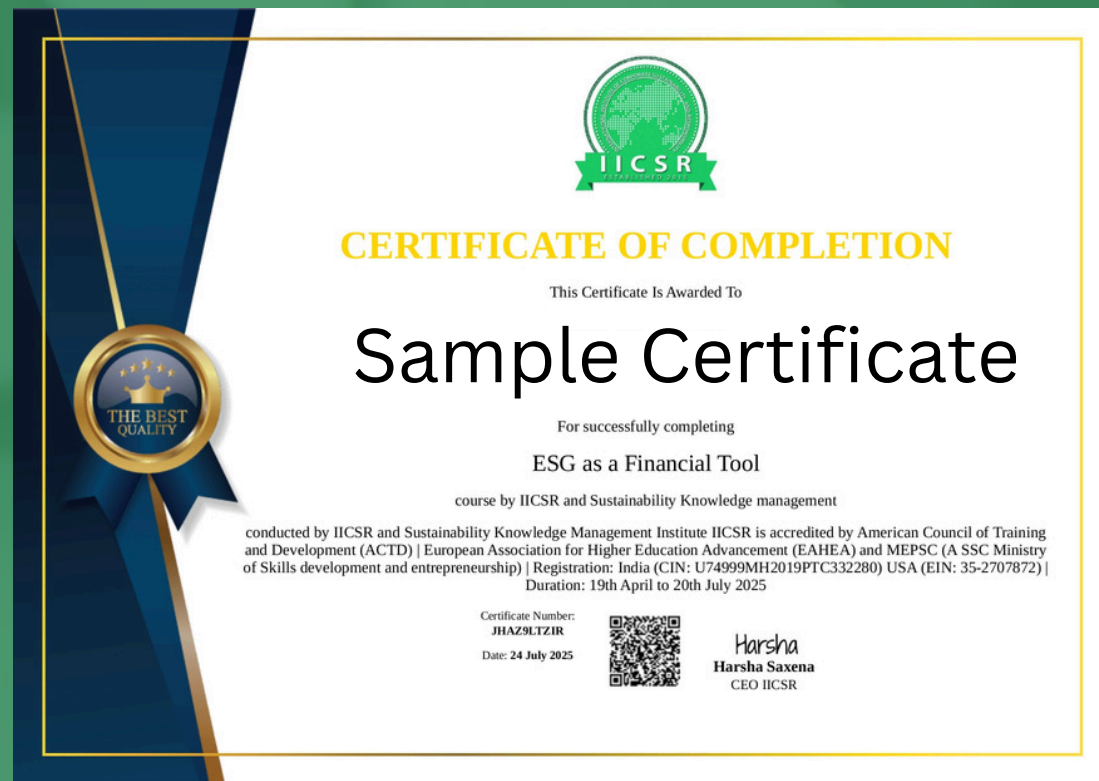 IICSR
CERTIFICATE OF COMPLETION
This Certificate Is Awarded To
Sample Certificate
THE BEST
QUALITY
For successfully completing
ESG as a Financial Tool
course by IICSR and Sustainability Knowledge management
conducted by IICSR and Sustainability Knowledge Management Institute IICSR is accredited by American Council of Training
and Development (ACTD) | European Association for Higher Education Advancement (EAHEA) and MEPSC (A SSC Ministry
of Skills development and entrepreneurship) | Registration: India (CIN: U74999MH2019PTC332280) USA (EIN: 35-2707872) |
Duration: 19th April to 20th July 2025
Certificate Number:
JHAZ9LTZIR
Date: 24 July 2025
Harsha
Harsha Saxena
CEO IICSR